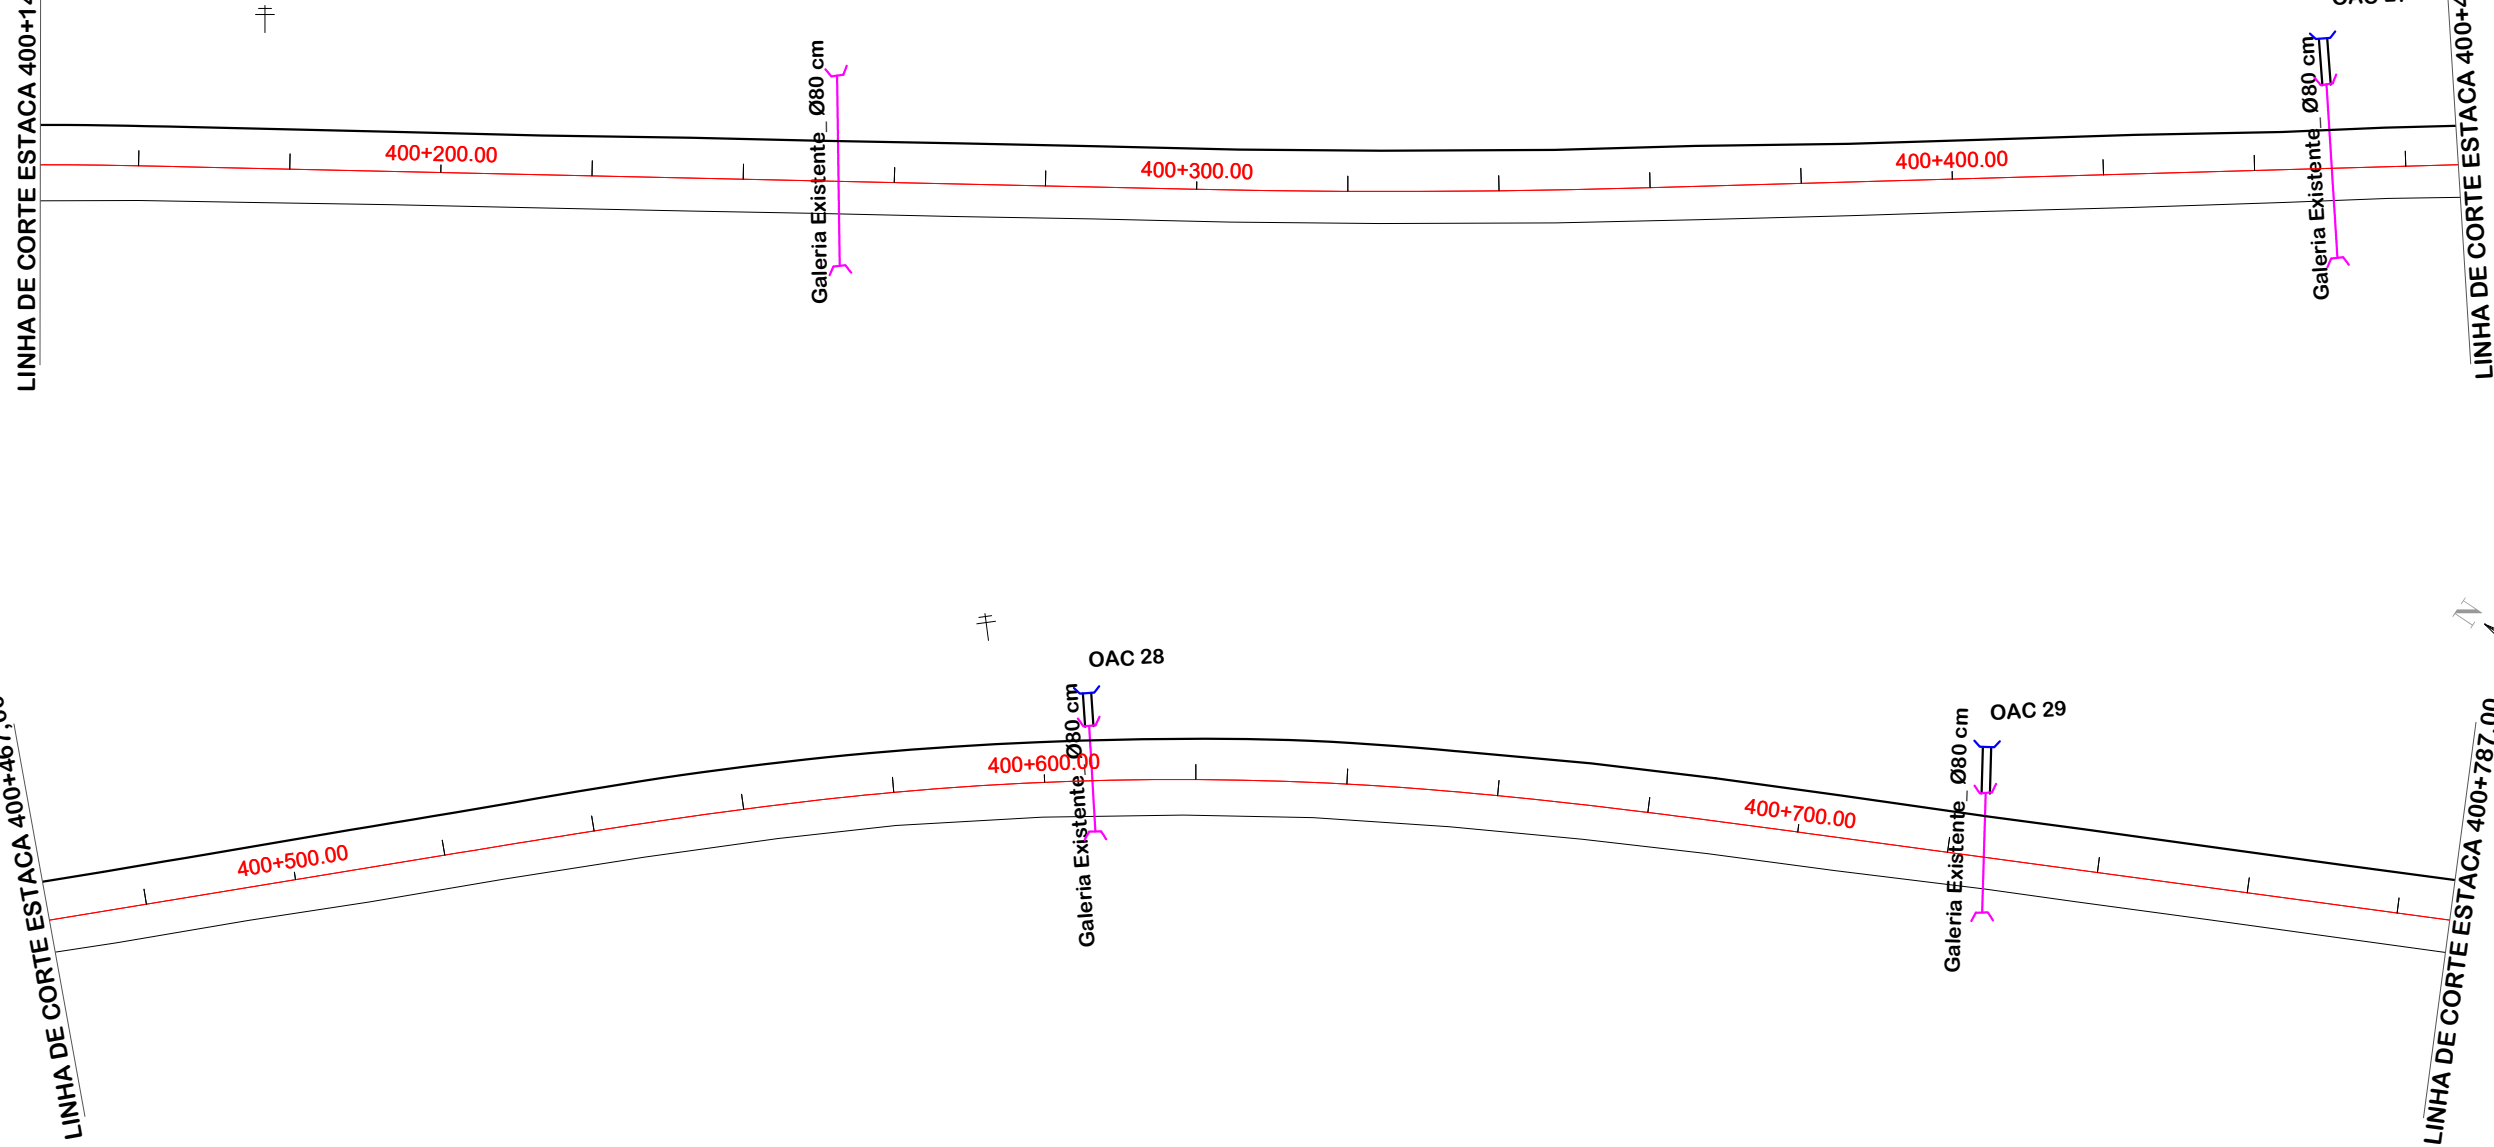 LINHA DE CORTE ESTACA 400+14
400+200.00
Galeria Existente_ Ø80 cm
400+300.00
400+400.00
Galeria Existente_ Ø80 cm
LINHA DE CORTE ESTACA 400+4
LINHA DE CORTE ESTACA 400+467,00
400+500.00
400+600.00
OAC 28
Galeria Existente_ Ø80 cm
400+700.00
OAC 29
Galeria Existente_ Ø80 cm
N
LINHA DE CORTE ESTACA 400+787,00